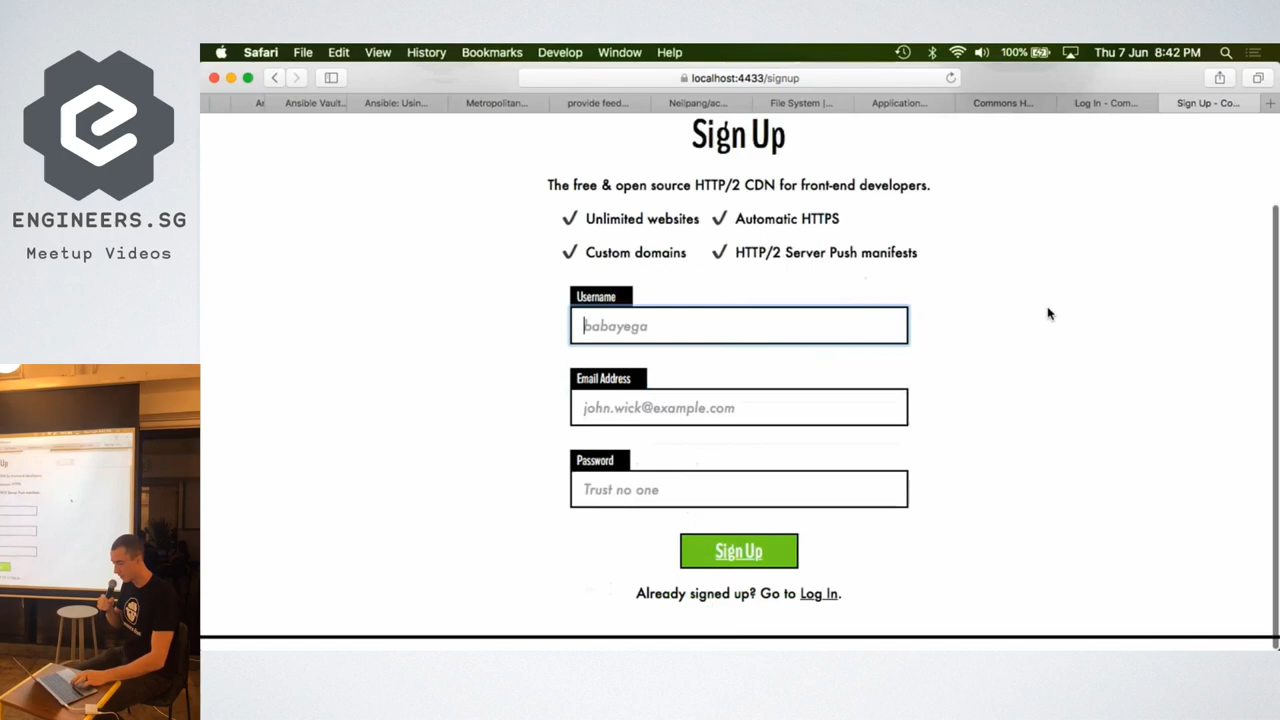 ENGINEERS.SG
Meetup Videos
Safari File Edit View History Bookmarks Develop Window Help 100% Thu 7 Jun 8:42 PM
localhost:4433/signup
Ar Ansible Vault... Ansible: Usin... Metropolitan... provide feed... Neilpang/ac... File System |... Application... Commons H... Log In - Com... Sign Up - Co...
Sign Up
The free & open source HTTP/2 CDN for front-end developers.
Unlimited websites Automatic HTTPS
Custom domains HTTP/2 Server Push manifests
Username
babayega
Email Address
john.wick@example.com
Password
Trust no one
Sign Up
Already signed up? Go to Log In.